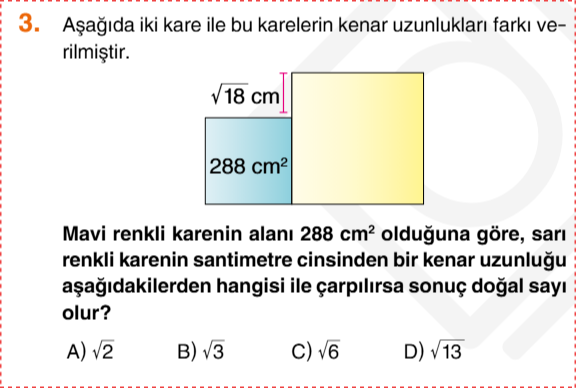 3. Aşağıda iki kare ile bu karelerin kenar uzunlukları farkı ve-
rilmiştir.
√18 cm
288 cm²
Mavi renkli karenin alanı 288 cm² olduğuna göre, sarı
renkli karenin santimetre cinsinden bir kenar uzunluğu
aşağıdakilerden hangisi ile çarpılırsa sonuç doğal sayı
olur?
A) √2 B) √3 C) √6 D) √13